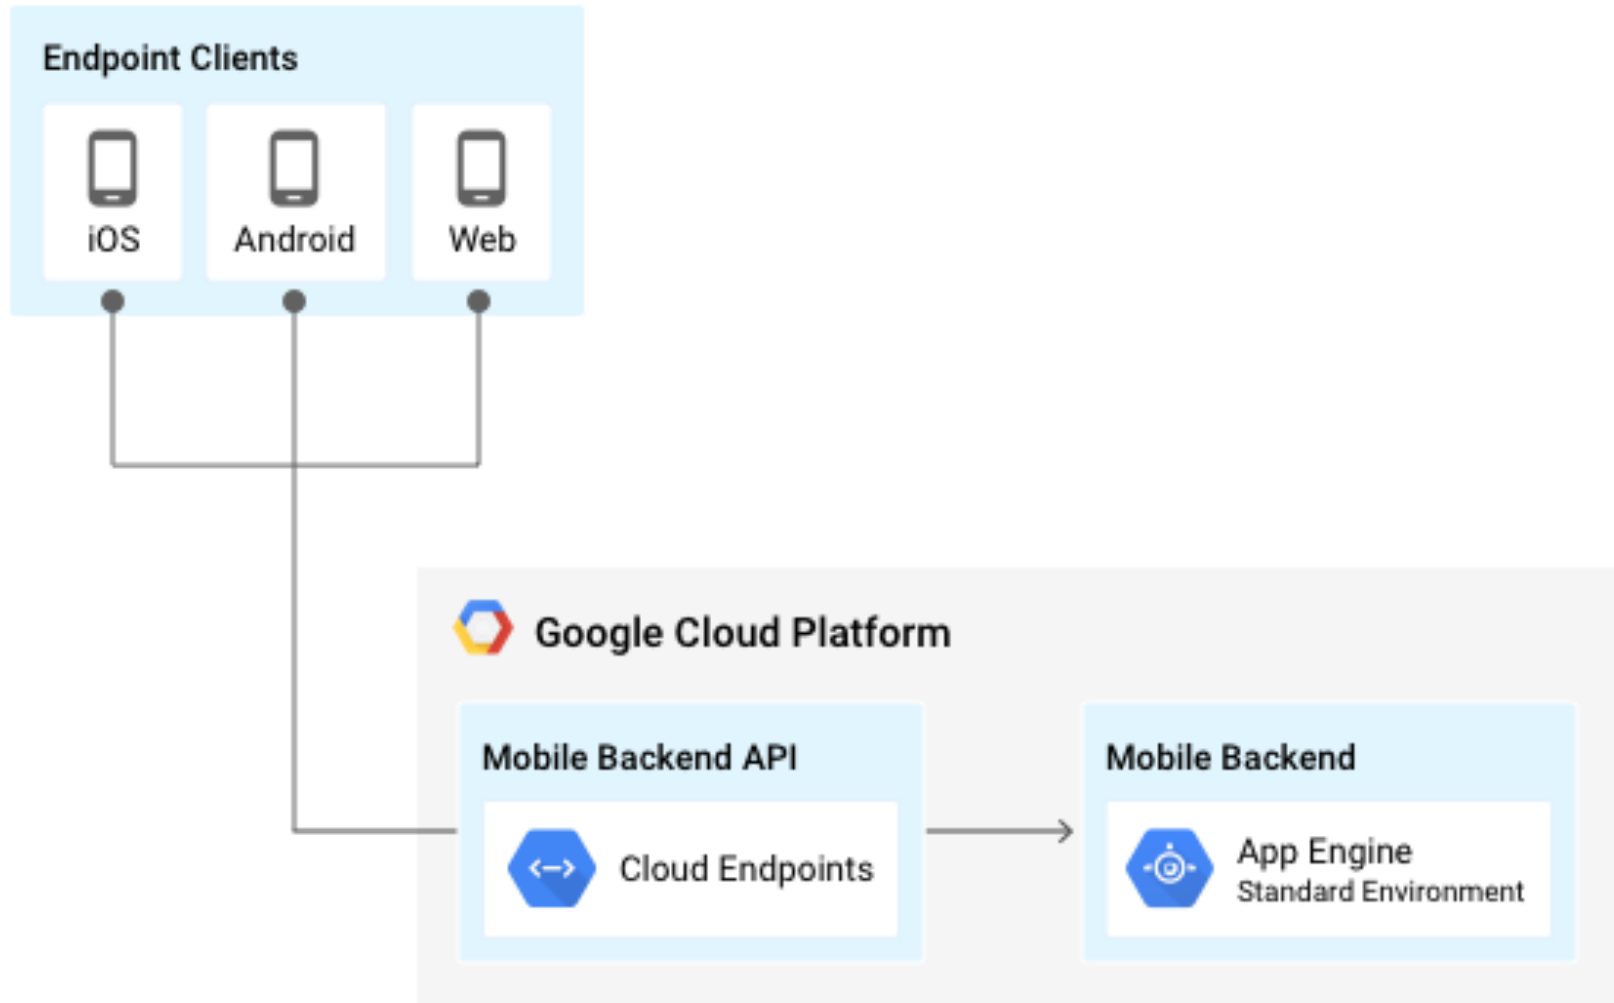 Endpoint Clients
iOS
Android
Web
Google Cloud Platform
Mobile Backend API
Cloud Endpoints
Mobile Backend
App Engine
Standard Environment